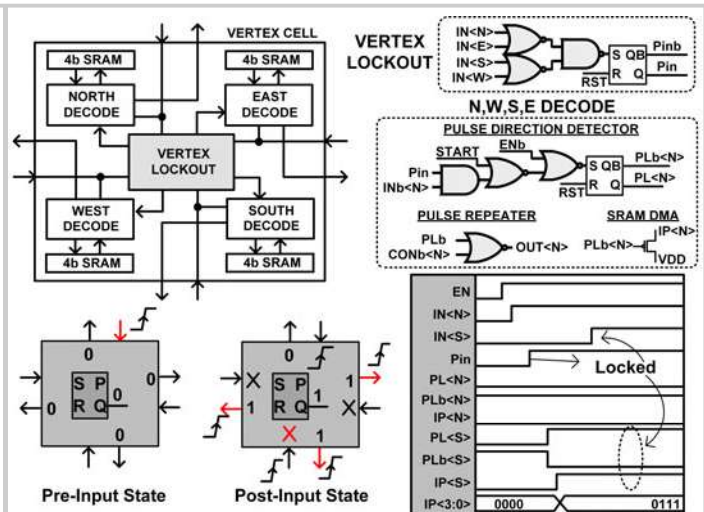 VERTEX CELL
4b SRAM
4b SRAM
NORTH
DECODE
EAST
DECODE
VERTEX
LOCKOUT
WEST
DECODE
SOUTH
DECODE
4b SRAM
4b SRAM
VERTEX
LOCKOUT
IN<N>
IN<E>
IN<S>
IN<W>
S QB
R Q
RST
Pinb
Pin
N,W,S,E DECODE
PULSE DIRECTION DETECTOR
START
ENb
Pin
INb<N>
S QB
R Q
RST
PLb<N>
PL<N>
PULSE REPEATER
PLb
CONb<N>
OUT<N>
SRAM DMA
IP<N>
PLb<N>
VDD
0
S P
R Q
0
0
0
0
Pre-Input State
0
S P
R Q
1
1
1
1
X
X
X
Post-Input State
EN
IN<N>
IN<S>
Pin
PL<N>
PLb<N>
IP<N>
PL<S>
PLb<S>
IP<S>
IP<3:0>
Locked
0000
0111